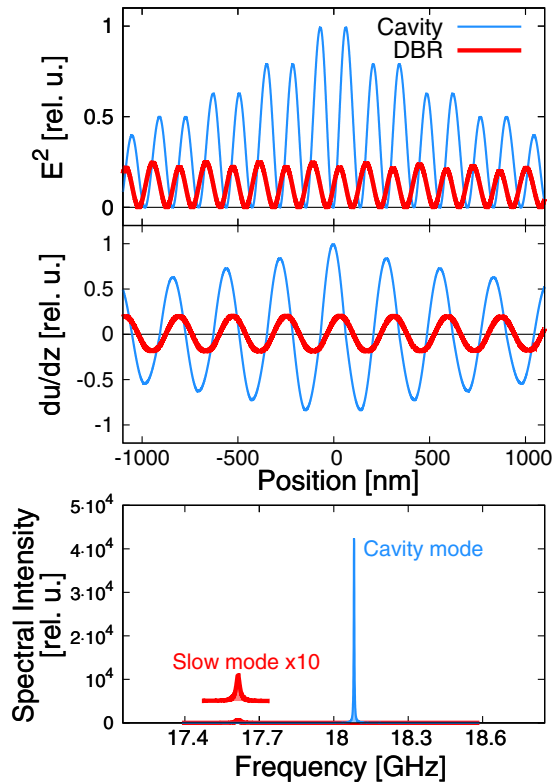 Cavity
DBR
E² [rel. u.]
1
0.5
0
du/dz [rel. u.]
1
0.5
0
-0.5
-1
-1000
-500
0
500
1000
Position [nm]
Spectral Intensity
[rel. u.]
5·10⁴
4·10⁴
3·10⁴
2·10⁴
1·10⁴
0
Cavity mode
Slow mode x10
17.4
17.7
18
18.3
18.6
Frequency [GHz]